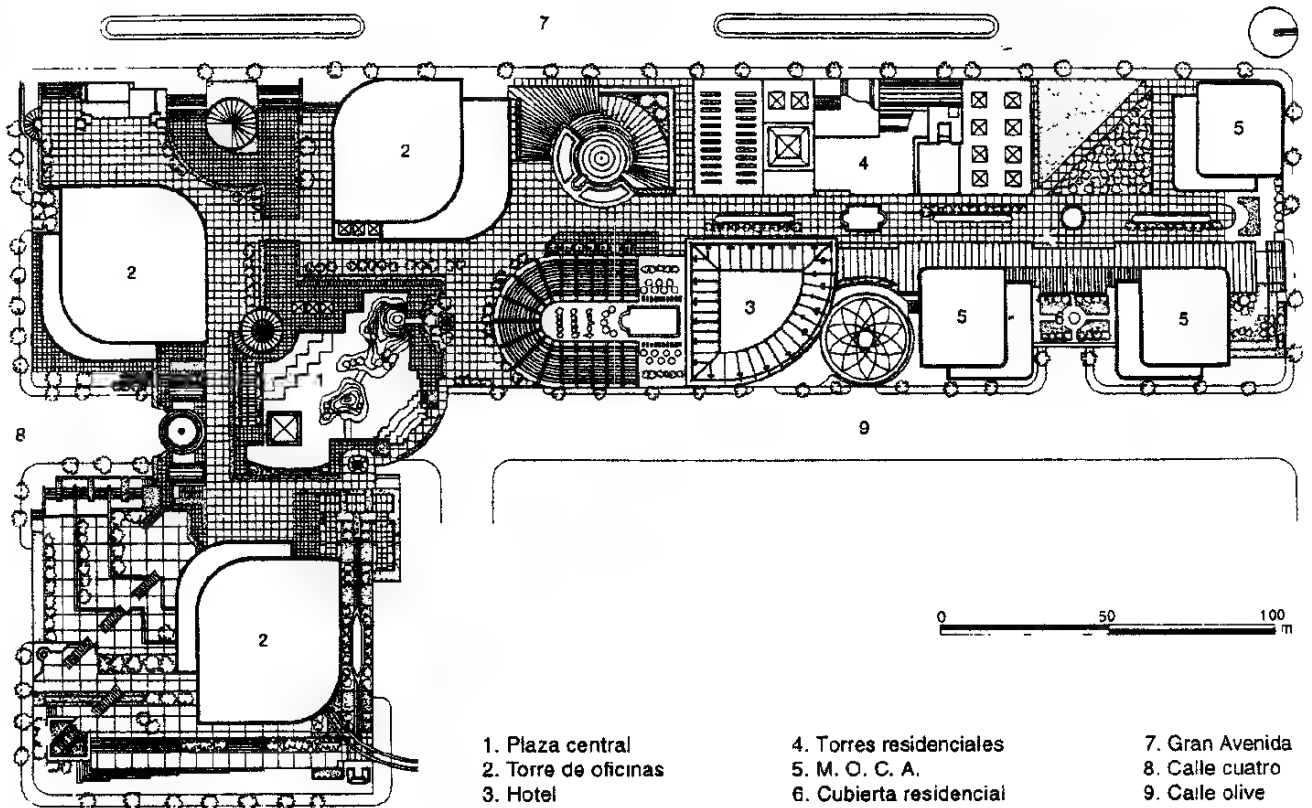 7
2
5
4
2
3
5
6
5
8
9
2
0 50 100
m
1. Plaza central
2. Torre de oficinas
3. Hotel
4. Torres residenciales
5. M. O. C. A.
6. Cubierta residencial
7. Gran Avenida
8. Calle cuatro
9. Calle olive